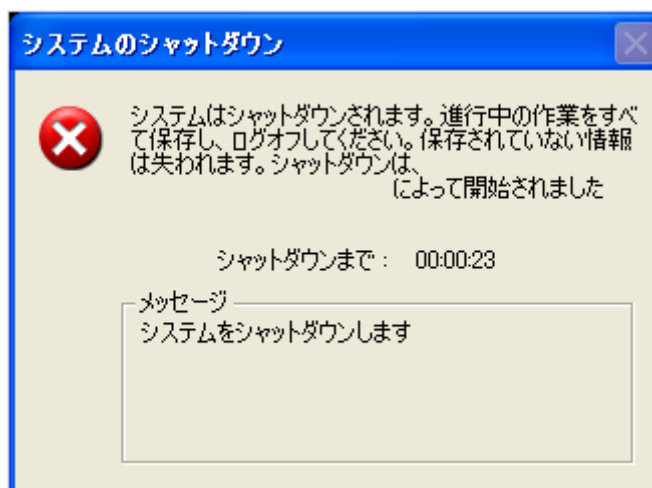 システムのシャットダウン
システムはシャットダウンされます。進行中の作業をすべ
て保存し、ログオフしてください。保存されていない情報
は失われます。シャットダウンは、
によって開始されました
シャットダウンまで : 00:00:23
メッセージ
システムをシャットダウンします